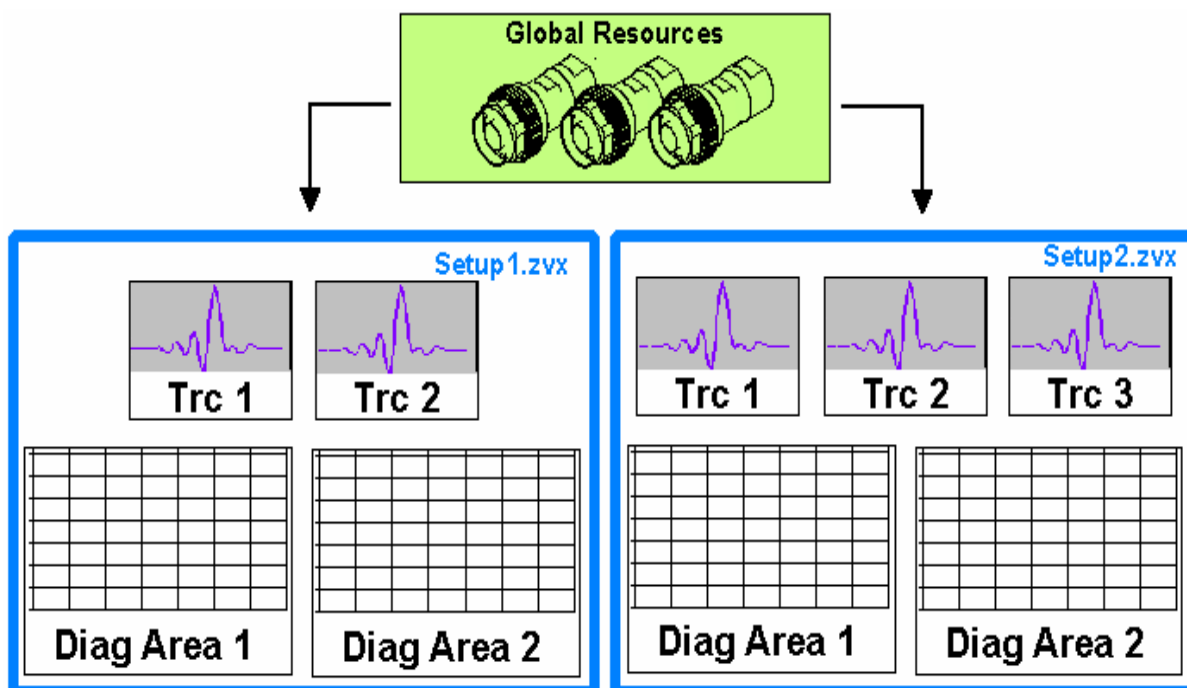 Global Resources
Setup1.zvx
Trc 1
Trc 2
Diag Area 1
Diag Area 2
Setup2.zvx
Trc 1
Trc 2
Trc 3
Diag Area 1
Diag Area 2